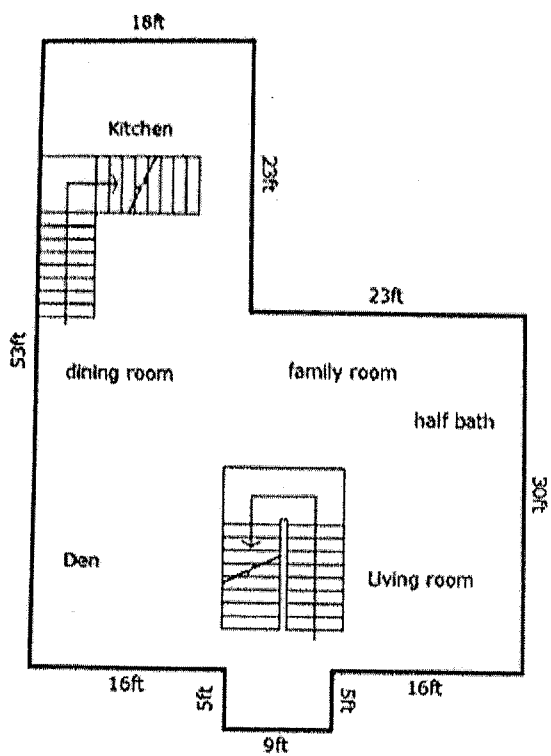 18ft
Kitchen
23ft
23ft
53ft
dining room
family room
half bath
30ft
Den
Living room
16ft
5ft
5ft
16ft
9ft